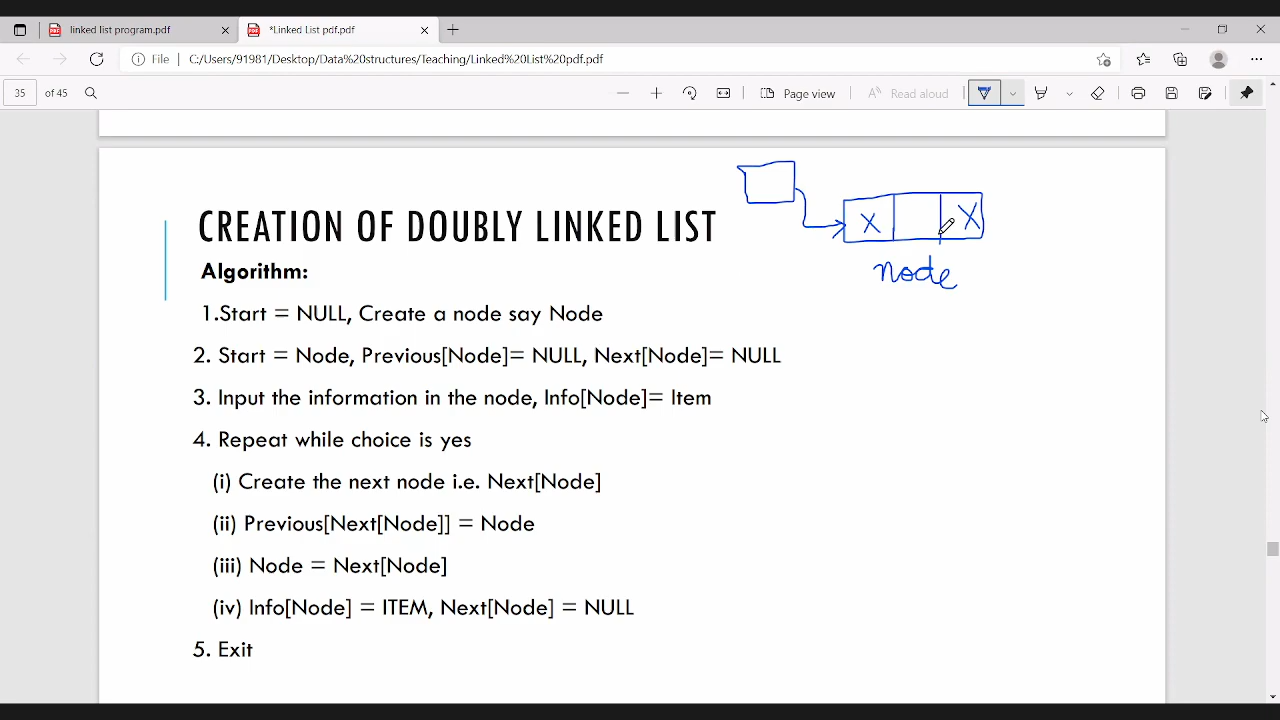 linked list program.pdf
*Linked List pdf.pdf
File
C:/Users/91981/Desktop/Data%20structures/Teaching/Linked%20List%20pdf.pdf
35 of 45
Page view
Read aloud
X X
node
CREATION OF DOUBLY LINKED LIST
Algorithm:
1.Start = NULL, Create a node say Node
2. Start = Node, Previous[Node]= NULL, Next[Node]= NULL
3. Input the information in the node, Info[Node]= Item
4. Repeat while choice is yes
(i) Create the next node i.e. Next[Node]
(ii) Previous[Next[Node]] = Node
(iii) Node = Next[Node]
(iv) Info[Node] = ITEM, Next[Node] = NULL
5. Exit